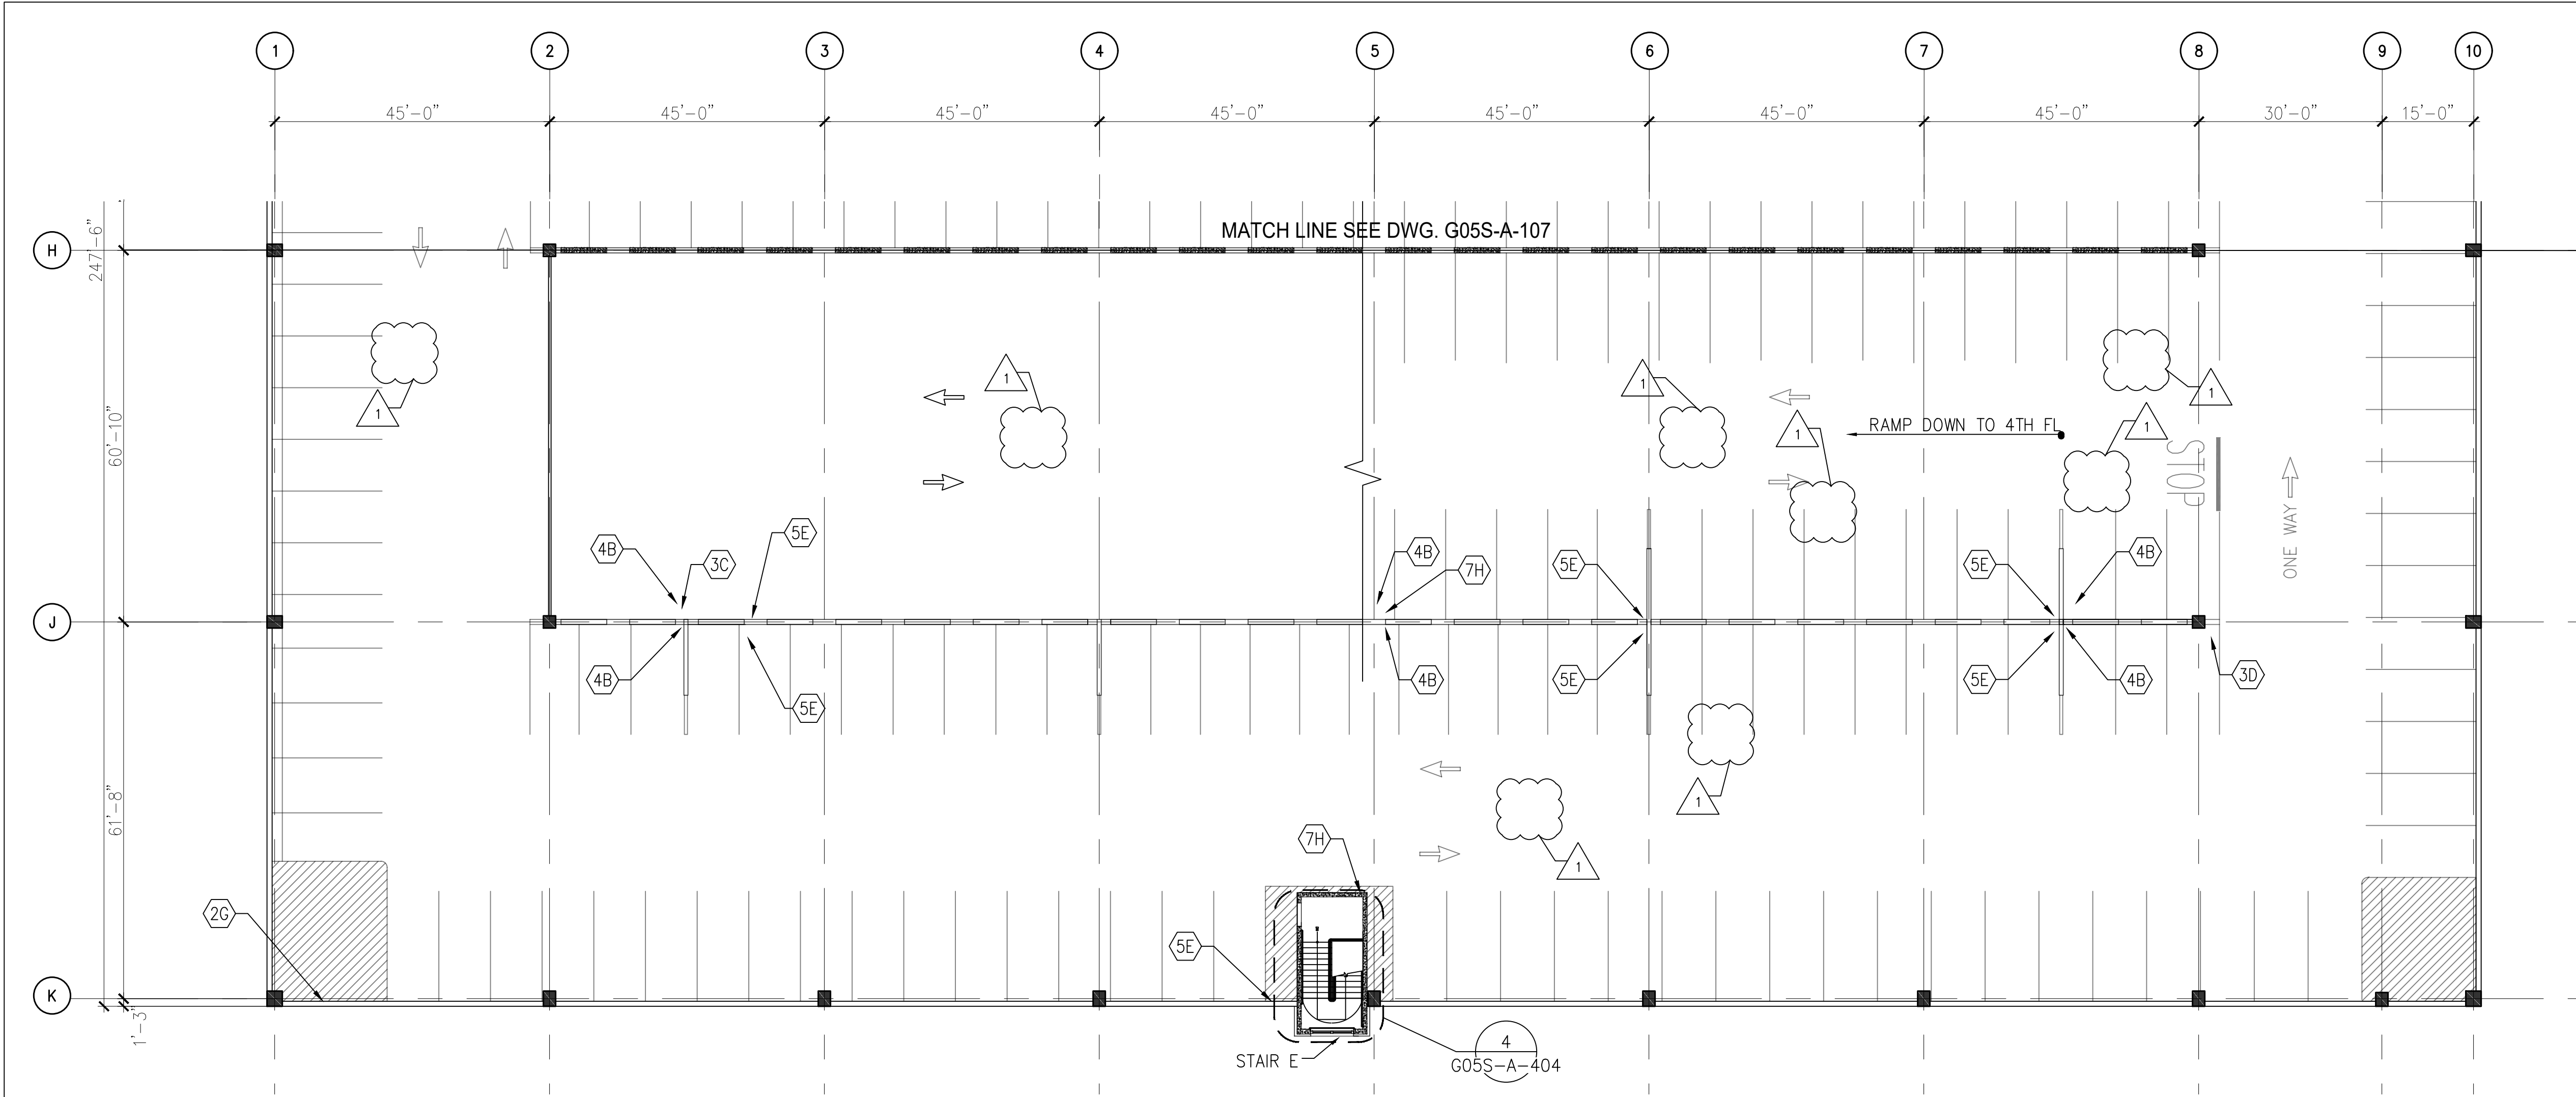 1 2 3 4 5 6 7 8 9 10
45'-0" 45'-0" 45'-0" 45'-0" 45'-0" 45'-0" 45'-0" 30'-0" 15'-0"
MATCH LINE SEE DWG. G05S-A-107
H
247'-6"
1
1
1
1
1
1
60'-10"
RAMP DOWN TO 4TH FL
STOP
ONE WAY
4B
3C
5E
4B
7H
5E
5E
4B
J
4B
5E
4B
5E
5E
4B
3D
61'-8"
1
1
7H
2G
5E
K
1'-3"
STAIR E
4
G05S-A-404